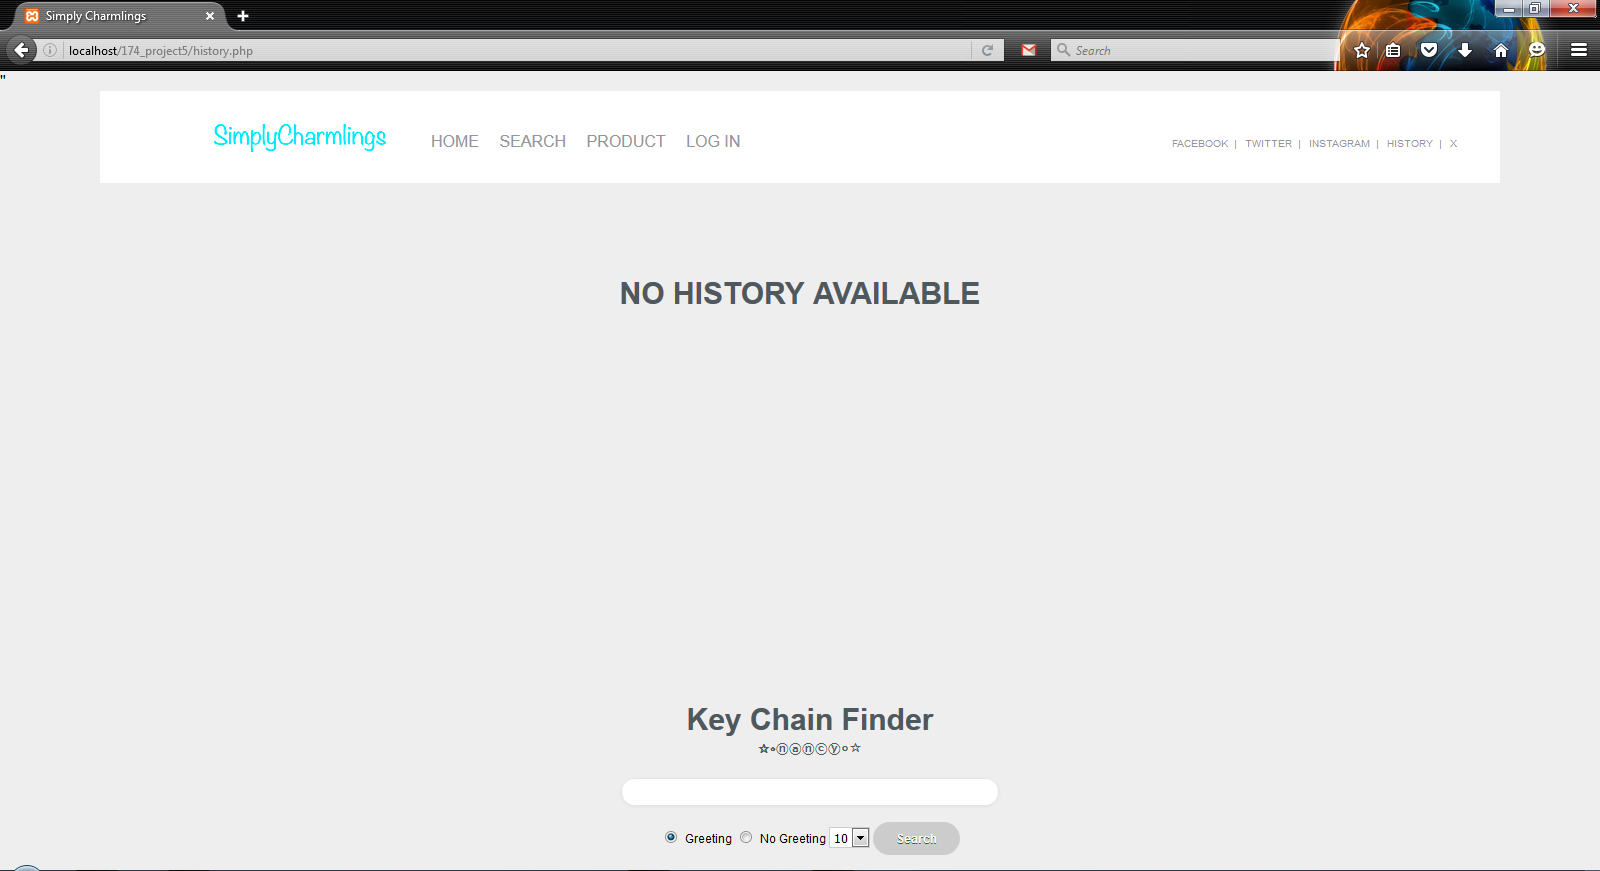 Simply Charmlings
localhost/174_project5/history.php
Search
"
SimplyCharmlings HOME SEARCH PRODUCT LOG IN FACEBOOK | TWITTER | INSTAGRAM | HISTORY | X
NO HISTORY AVAILABLE
Key Chain Finder
☆∘ⓝⓐⓝⓒⓨ∘☆
Greeting No Greeting 10 Search